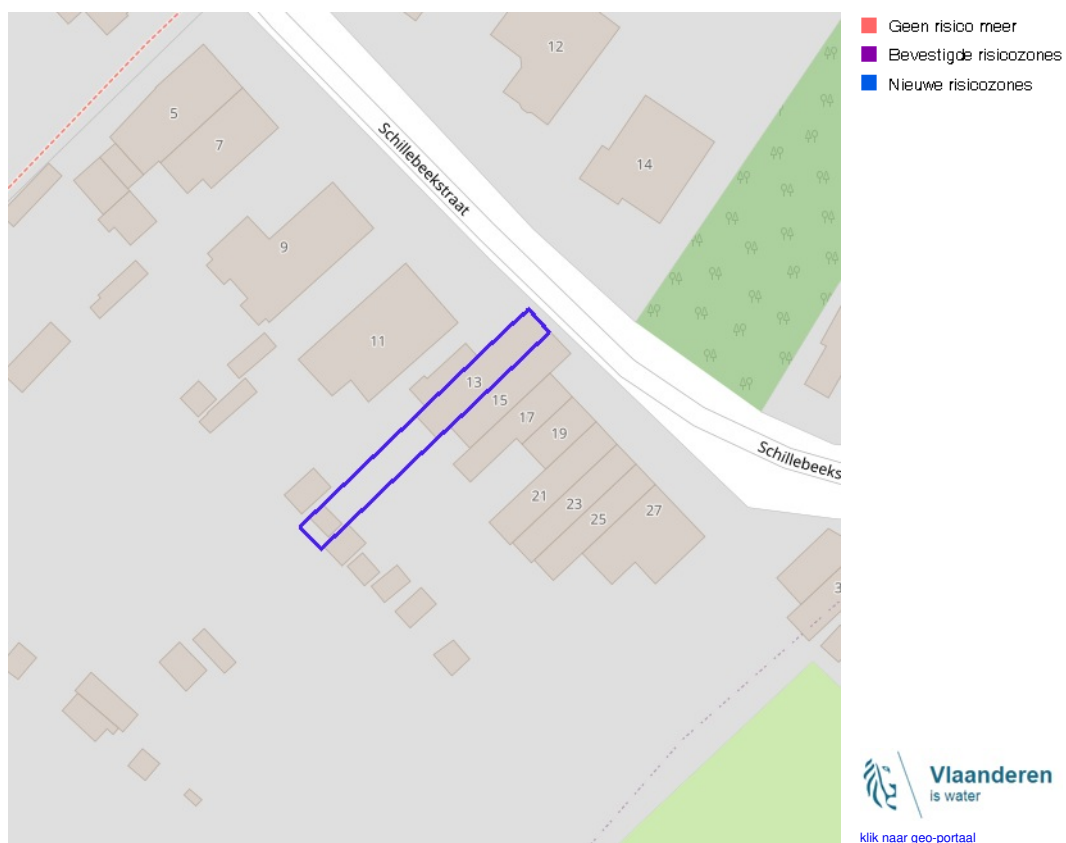 Geen risico meer
Bevestigde risicozones
Nieuwe risicozones
12
5
7
14
Schillebeekstraat
9
11
13
15
17
19
Schillebeeks
21
23
25
27
3
Vlaanderen
is water
klik naar geo-portaal